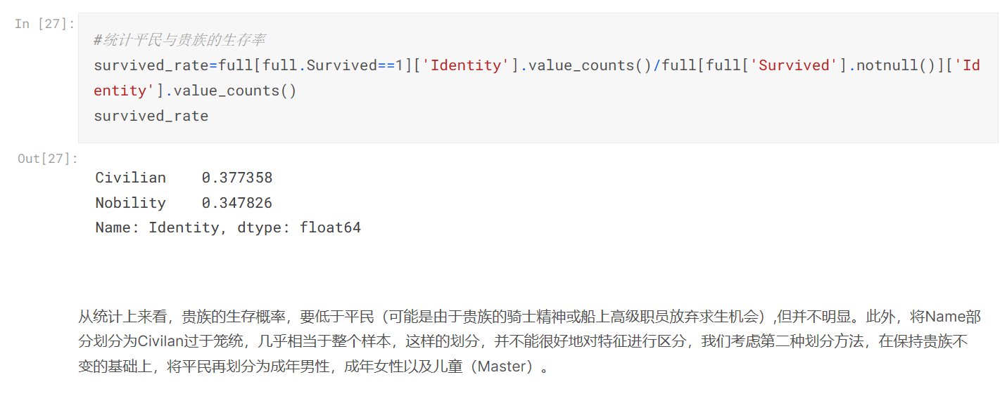 In [27]:
#统计平民与贵族的生存率
survived_rate=full[full.Survived==1]['Identity'].value_counts()/full[full['Survived'].notnull()]['Id
entity'].value_counts()
survived_rate
Out[27]:
Civilian    0.377358
Nobility    0.347826
Name: Identity, dtype: float64
从统计上来看，贵族的生存概率，要低于平民（可能是由于贵族的骑士精神或船上高级职员放弃求生机会）,但并不明显。此外，将Name部
分划分为Civilan过于笼统，几乎相当于整个样本，这样的划分，并不能很好地对特征进行区分，我们考虑第二种划分方法，在保持贵族不
变的基础上，将平民再划分为成年男性，成年女性以及儿童（Master）。